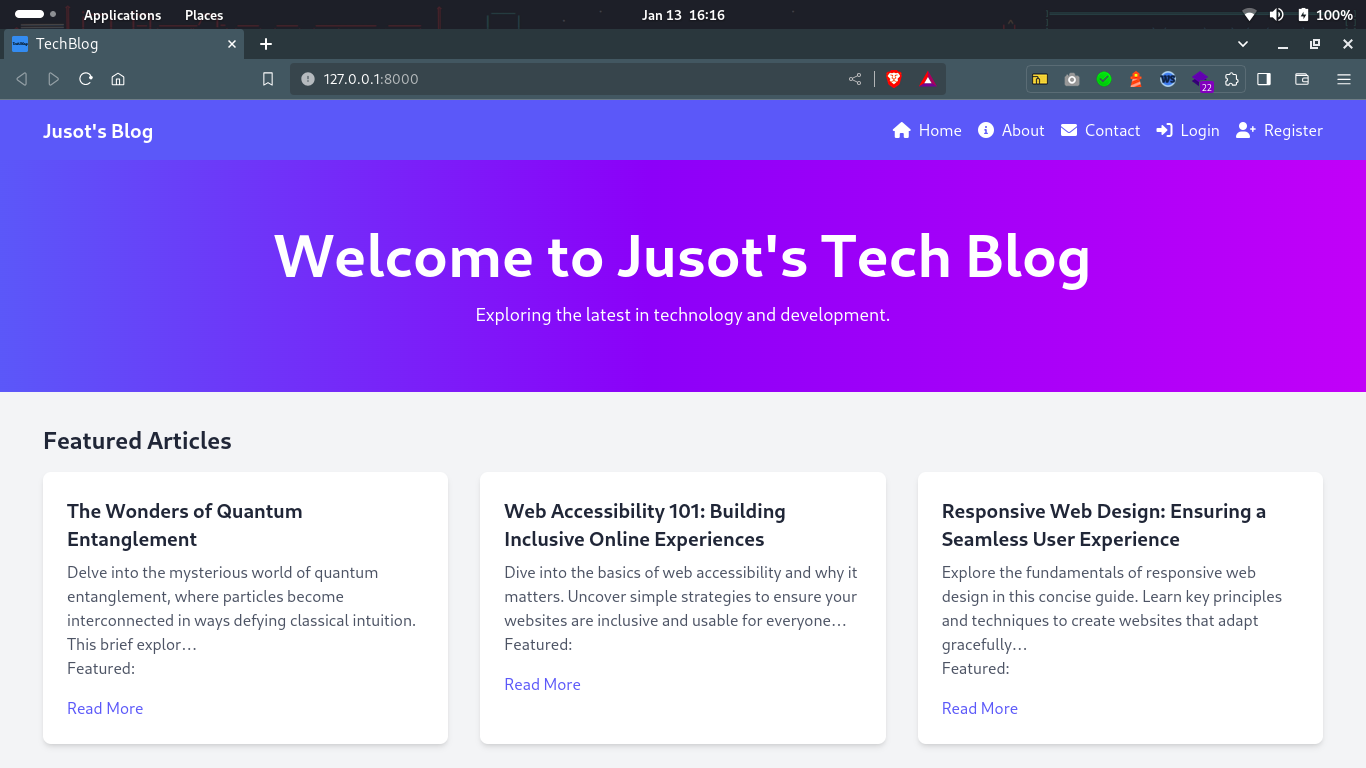 Applications Places Jan 13 16:16 100%
TechBlog
127.0.0.1:8000
22
Jusot's Blog Home About Contact Login Register
Welcome to Jusot's Tech Blog
Exploring the latest in technology and development.
Featured Articles
The Wonders of Quantum
Entanglement
Delve into the mysterious world of quantum
entanglement, where particles become
interconnected in ways defying classical intuition.
This brief explor…
Featured:
Read More
Web Accessibility 101: Building
Inclusive Online Experiences
Dive into the basics of web accessibility and why it
matters. Uncover simple strategies to ensure your
websites are inclusive and usable for everyone…
Featured:
Read More
Responsive Web Design: Ensuring a
Seamless User Experience
Explore the fundamentals of responsive web
design in this concise guide. Learn key principles
and techniques to create websites that adapt
gracefully…
Featured:
Read More